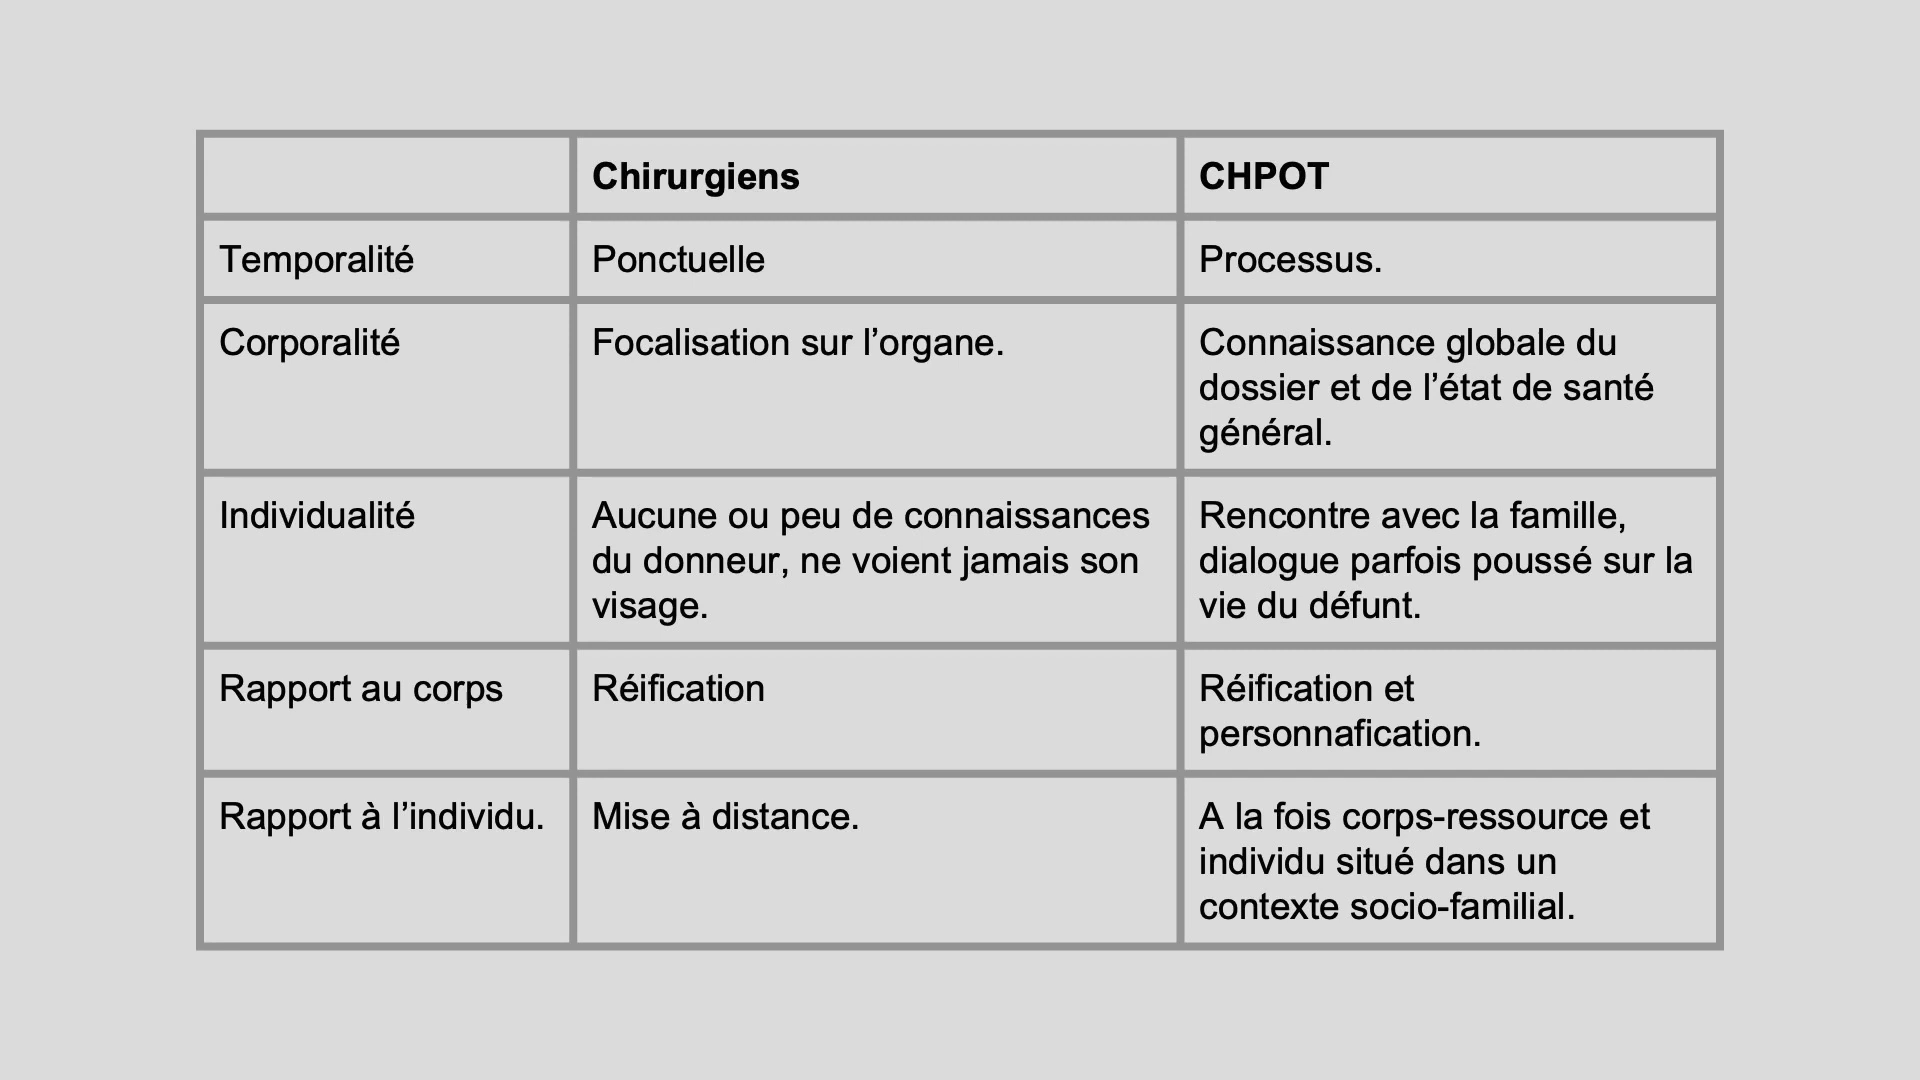 Chirurgiens
CHPOT
Temporalité
Ponctuelle
Processus.
Corporalité
Focalisation sur l’organe.
Connaissance globale du
dossier et de l’état de santé
général.
Individualité
Aucune ou peu de connaissances
du donneur, ne voient jamais son
visage.
Rencontre avec la famille,
dialogue parfois poussé sur la
vie du défunt.
Rapport au corps
Réification
Réification et
personnafication.
Rapport à l’individu.
Mise à distance.
A la fois corps-ressource et
individu situé dans un
contexte socio-familial.